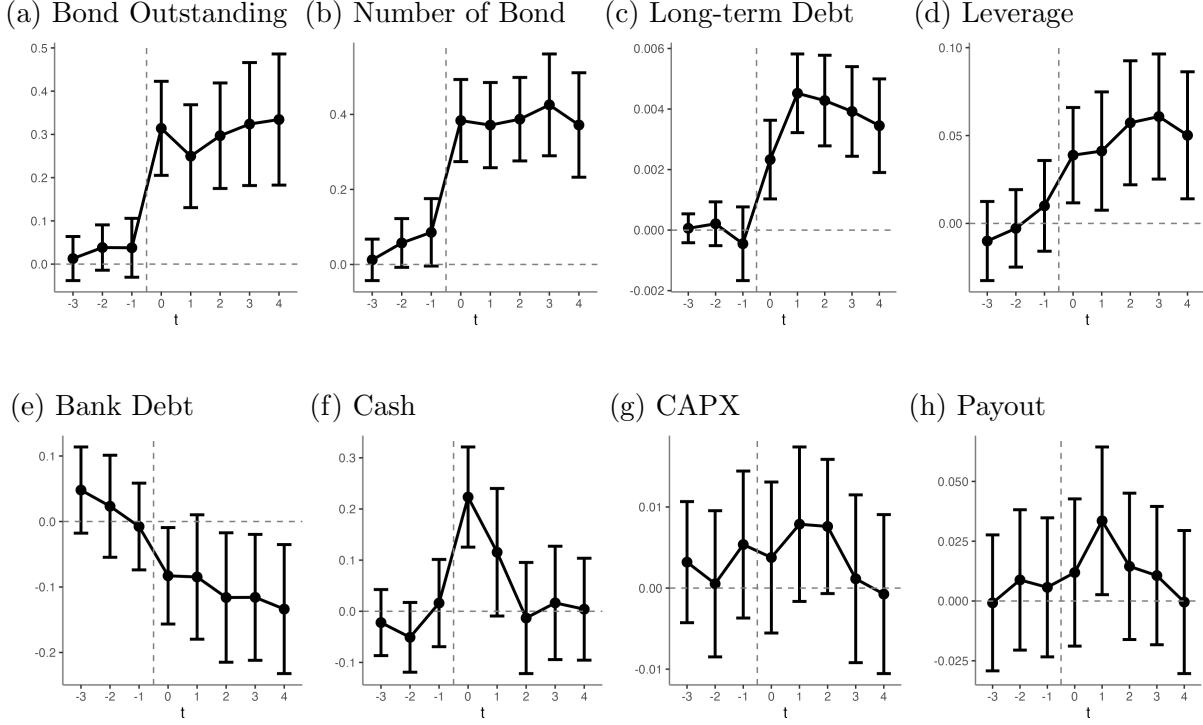 (a) Bond Outstanding
0.5
0.4
0.3
0.2
0.1
0.0
-3 -2 -1 0 1 2 3 4
t
(b) Number of Bond
0.4
0.2
0.0
-3 -2 -1 0 1 2 3 4
t
(c) Long-term Debt
0.006
0.004
0.002
0.000
-0.002
-3 -2 -1 0 1 2 3 4
t
(d) Leverage
0.10
0.05
0.00
-3 -2 -1 0 1 2 3 4
t
(e) Bank Debt
0.1
0.0
-0.1
-0.2
-3 -2 -1 0 1 2 3 4
t
(f) Cash
0.3
0.2
0.1
0.0
-0.1
-3 -2 -1 0 1 2 3 4
t
(g) CAPX
0.01
0.00
-0.01
-3 -2 -1 0 1 2 3 4
t
(h) Payout
0.050
0.025
0.000
-0.025
-3 -2 -1 0 1 2 3 4
t